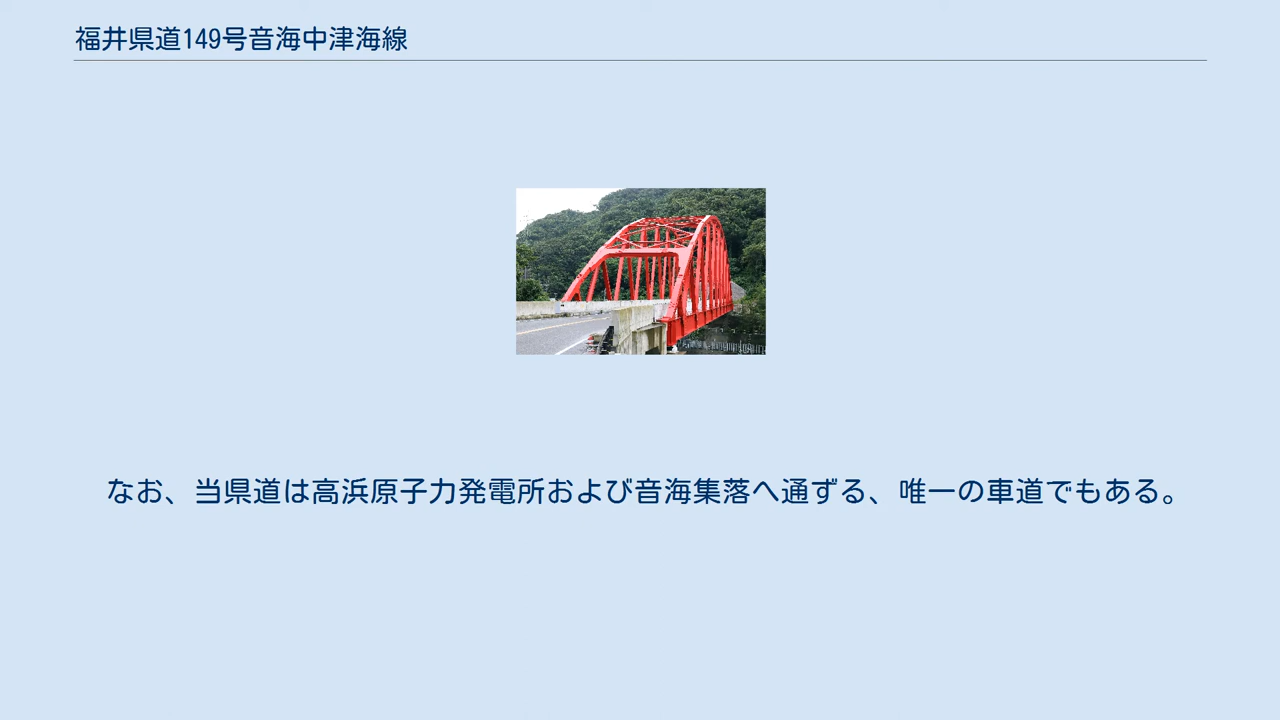 福井県道149号音海中津海線
なお、当県道は高浜原子力発電所および音海集落へ通ずる、唯一の車道でもある。